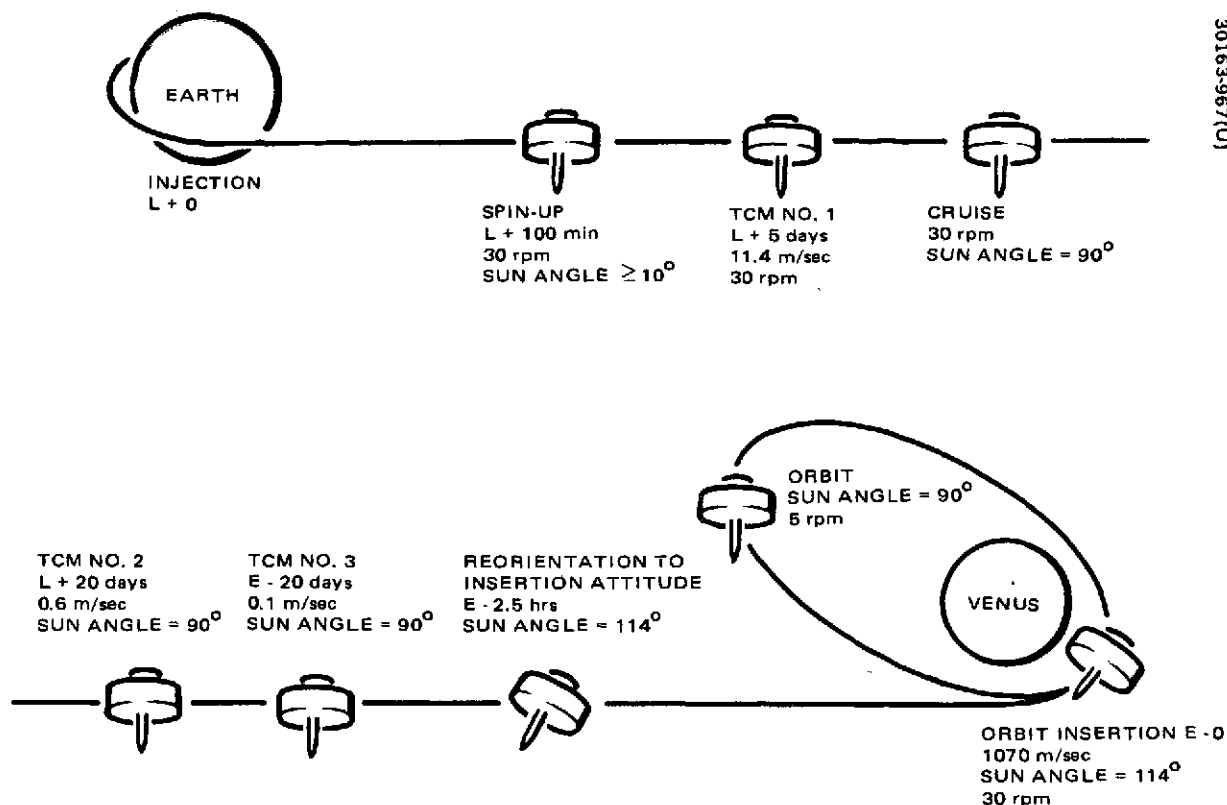 30163-967(U)
EARTH
INJECTION
L + 0
SPIN-UP
L + 100 min
30 rpm
SUN ANGLE ≥ 10°
TCM NO. 1
L + 5 days
11.4 m/sec
30 rpm
CRUISE
30 rpm
SUN ANGLE = 90°
TCM NO. 2
L + 20 days
0.6 m/sec
SUN ANGLE = 90°
TCM NO. 3
E - 20 days
0.1 m/sec
SUN ANGLE = 90°
REORIENTATION TO
INSERTION ATTITUDE
E - 2.5 hrs
SUN ANGLE = 114°
ORBIT
SUN ANGLE = 90°
5 rpm
VENUS
ORBIT INSERTION E - 0
1070 m/sec
SUN ANGLE = 114°
30 rpm